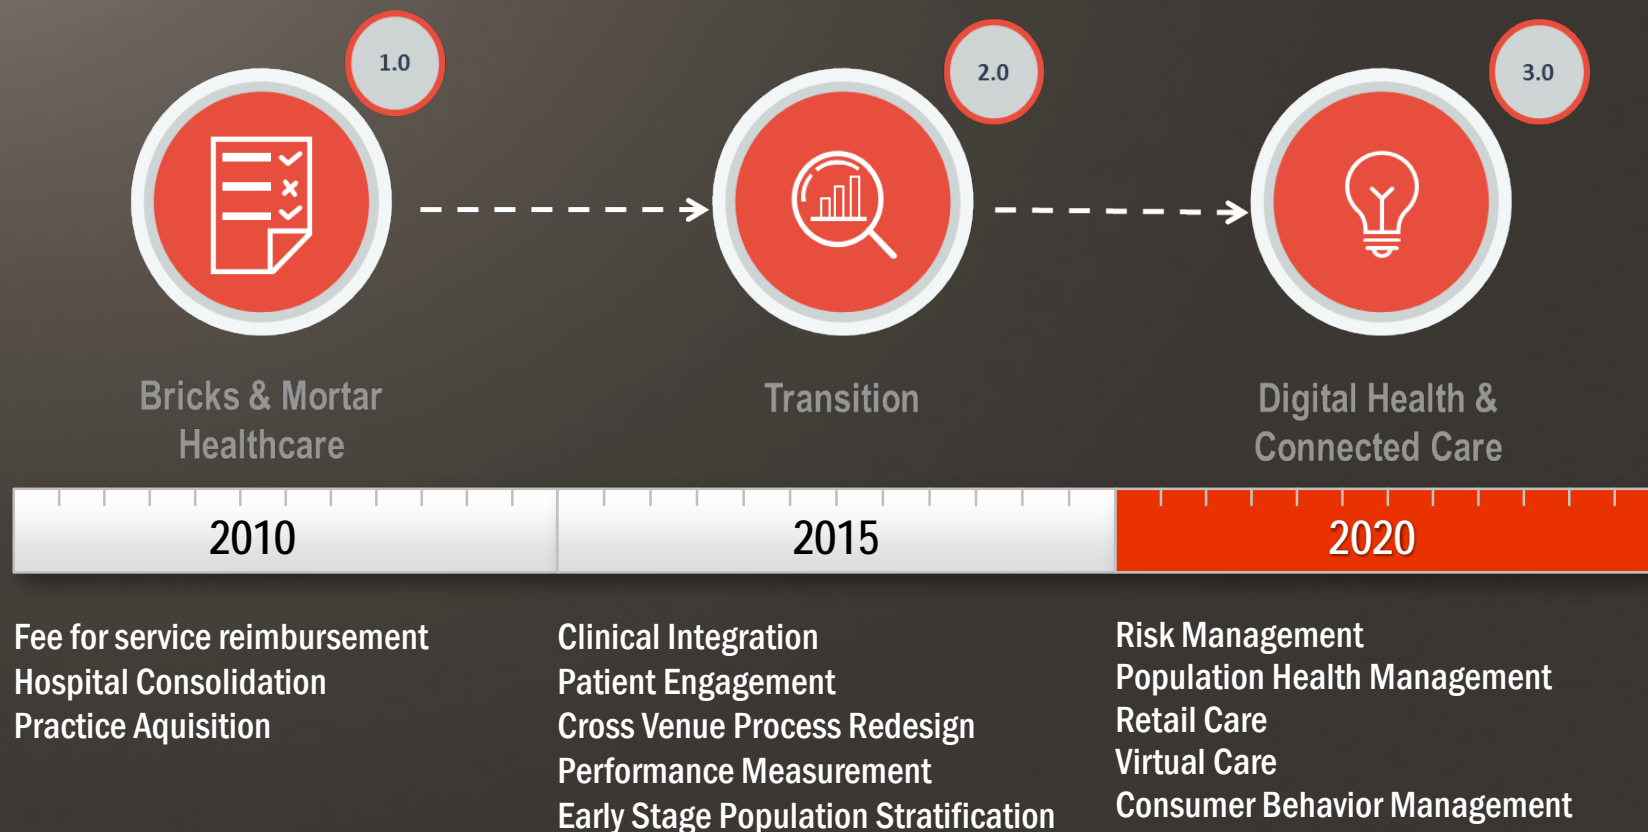 1.0
2.0
3.0
Bricks & Mortar
Healthcare
Transition
Digital Health &
Connected Care
2010
2015
2020
Fee for service reimbursement
Hospital Consolidation
Practice Aquisition
Clinical Integration
Patient Engagement
Cross Venue Process Redesign
Performance Measurement
Early Stage Population Stratification
Risk Management
Population Health Management
Retail Care
Virtual Care
Consumer Behavior Management